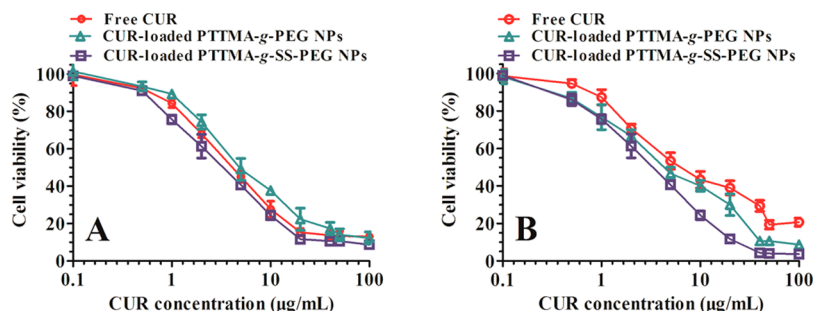 Free CUR
CUR-loaded PTTMA-g-PEG NPs
CUR-loaded PTTMA-g-SS-PEG NPs
100
80
60
40
20
0
Cell viability (%)
A
0.1
1
10
100
CUR concentration (µg/mL)
Free CUR
CUR-loaded PTTMA-g-PEG NPs
CUR-loaded PTTMA-g-SS-PEG NPs
100
80
60
40
20
0
Cell viability (%)
B
0.1
1
10
100
CUR concentration (µg/mL)